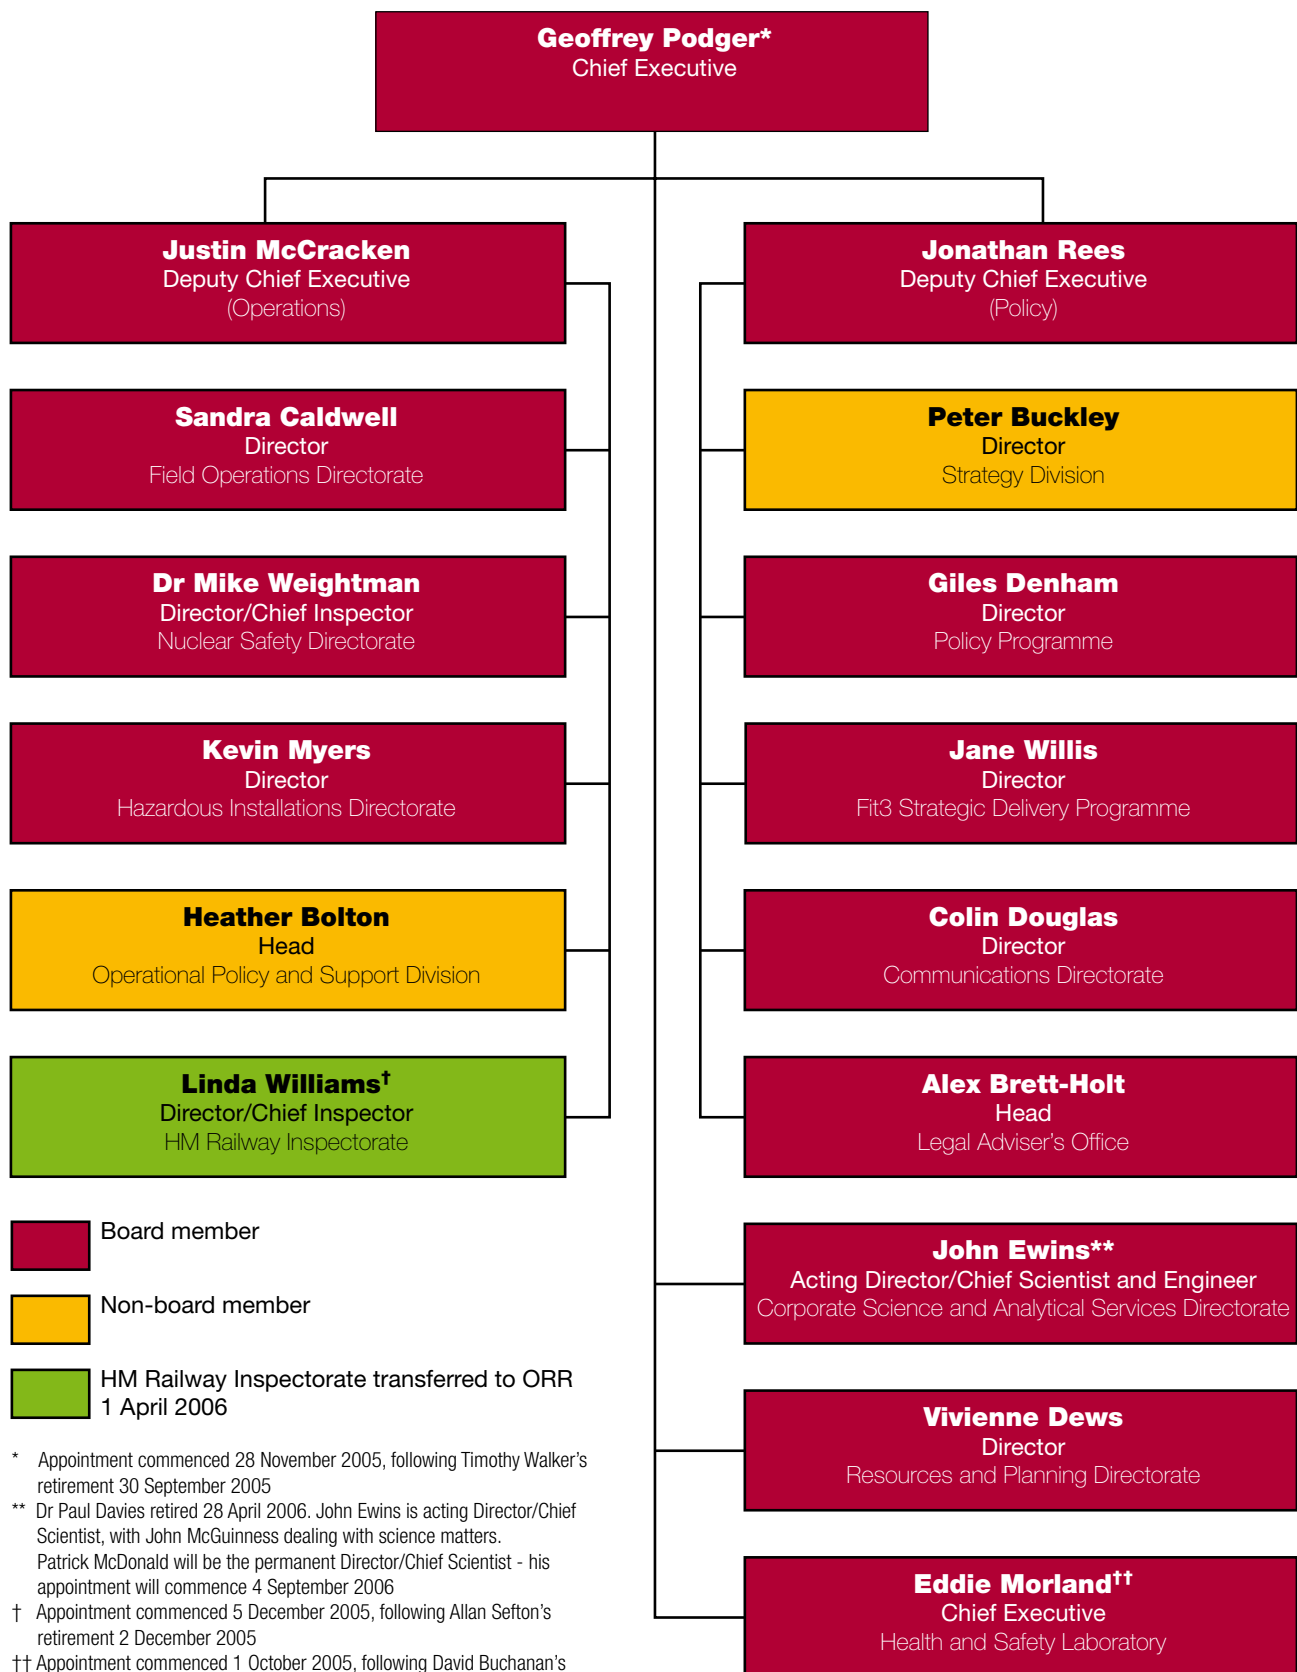 Geoffrey Podger*
Chief Executive
Justin McCracken
Deputy Chief Executive
(Operations)
Sandra Caldwell
Director
Field Operations Directorate
Dr Mike Weightman
Director/Chief Inspector
Nuclear Safety Directorate
Kevin Myers
Director
Hazardous Installations Directorate
Heather Bolton
Head
Operational Policy and Support Division
Linda Williams†
Director/Chief Inspector
HM Railway Inspectorate
Jonathan Rees
Deputy Chief Executive
(Policy)
Peter Buckley
Director
Strategy Division
Giles Denham
Director
Policy Programme
Jane Willis
Director
Fit3 Strategic Delivery Programme
Colin Douglas
Director
Communications Directorate
Alex Brett-Holt
Head
Legal Adviser's Office
John Ewins**
Acting Director/Chief Scientist and Engineer
Corporate Science and Analytical Services Directorate
Vivienne Dews
Director
Resources and Planning Directorate
Eddie Morland††
Chief Executive
Health and Safety Laboratory
Board member
Non-board member
HM Railway Inspectorate transferred to ORR
1 April 2006
* Appointment commenced 28 November 2005, following Timothy Walker's
retirement 30 September 2005
** Dr Paul Davies retired 28 April 2006. John Ewins is acting Director/Chief
Scientist, with John McGuinness dealing with science matters.
Patrick McDonald will be the permanent Director/Chief Scientist - his
appointment will commence 4 September 2006
† Appointment commenced 5 December 2005, following Allan Sefton's
retirement 2 December 2005
†† Appointment commenced 1 October 2005, following David Buchanan's